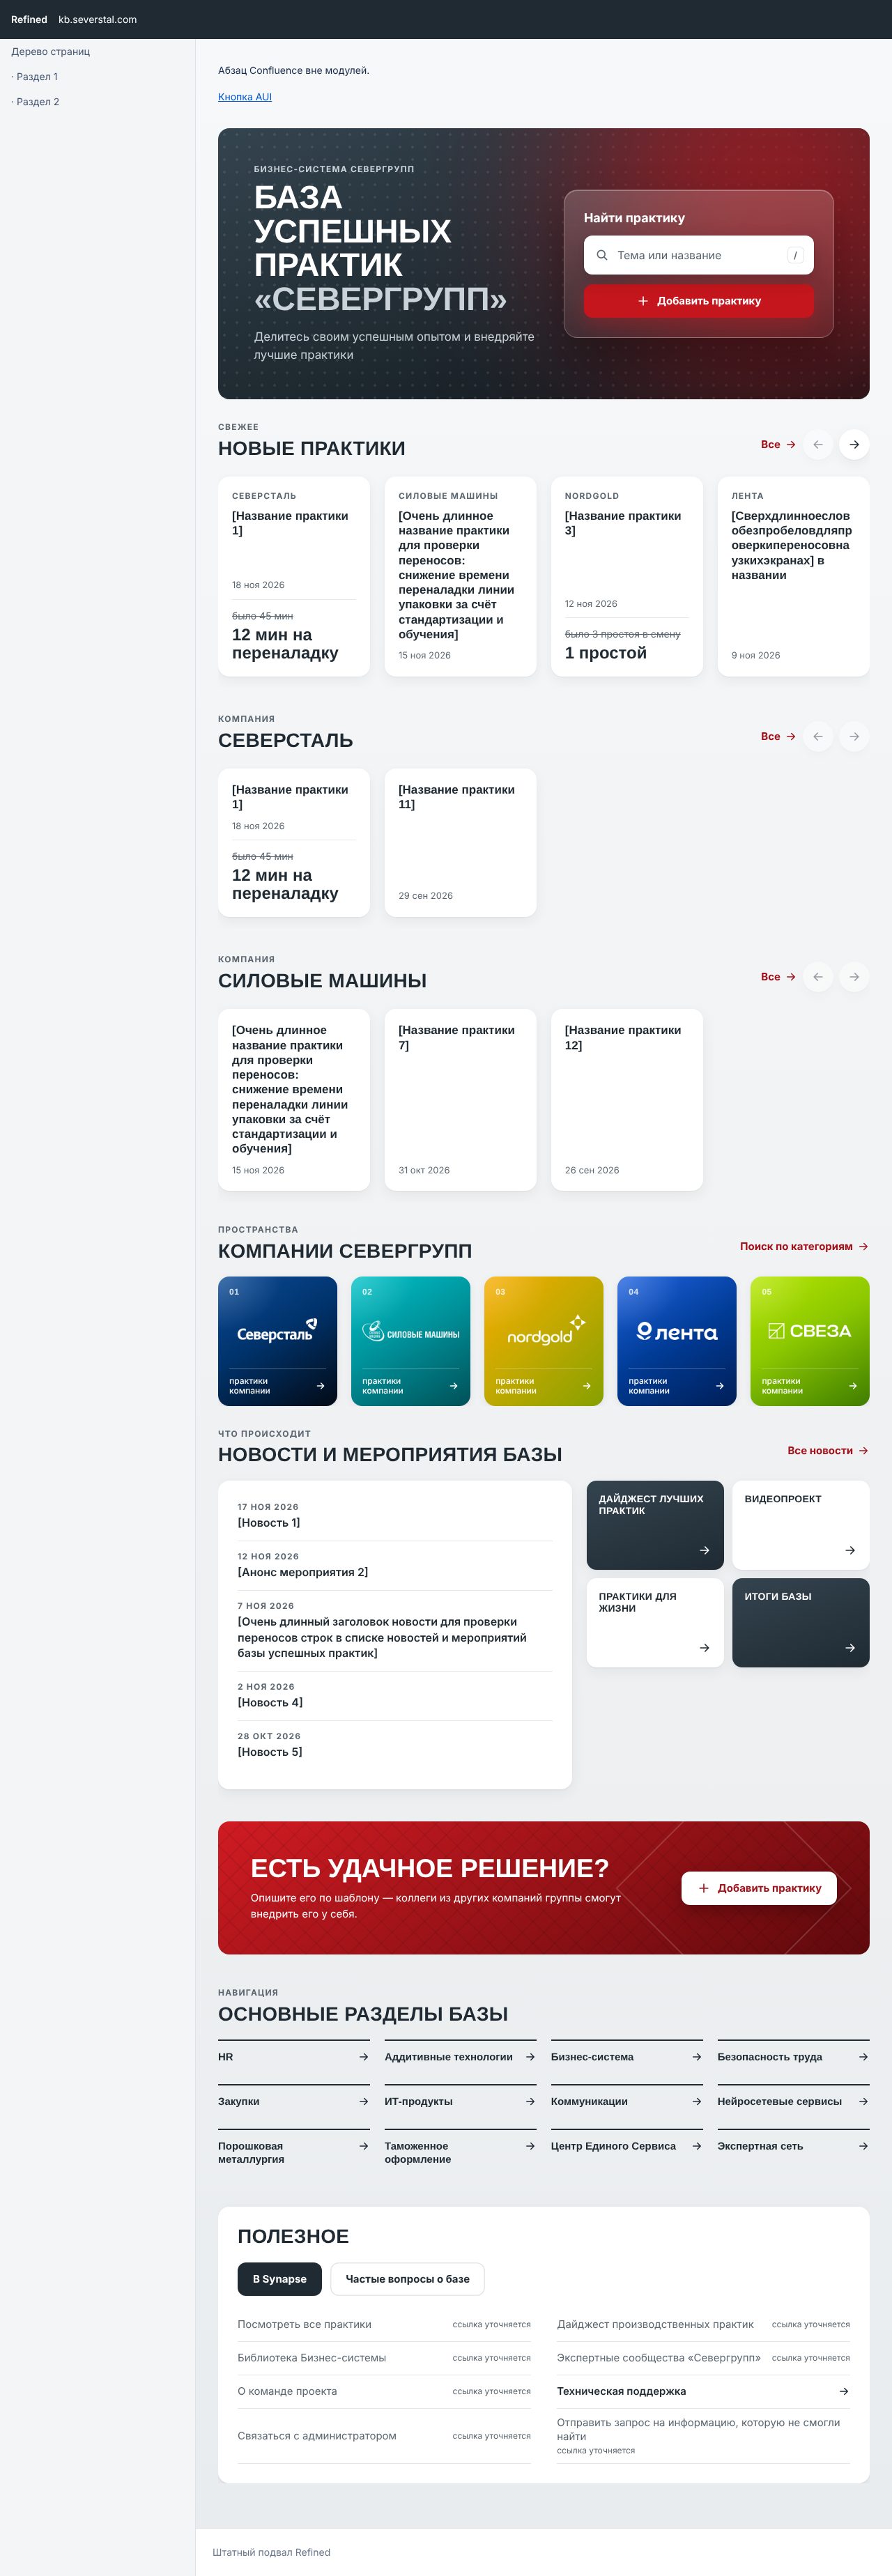 Refined kb.severstal.com
Дерево страниц
· Раздел 1
· Раздел 2
Абзац Confluence вне модулей.
Кнопка AUI
БИЗНЕС-СИСТЕМА СЕВЕРГРУПП
БАЗА
УСПЕШНЫХ
ПРАКТИК
«СЕВЕРГРУПП»
Делитесь своим успешным опытом и внедряйте
лучшие практики
Найти практику
Тема или название /
+ Добавить практику
СВЕЖЕЕ
НОВЫЕ ПРАКТИКИ
Все → ← →
СЕВЕРСТАЛЬ
[Название практики
1]
18 ноя 2026
было 45 мин
12 мин на
переналадку
СИЛОВЫЕ МАШИНЫ
[Очень длинное
название практики
для проверки
переносов:
снижение времени
переналадки линии
упаковки за счёт
стандартизации и
обучения]
15 ноя 2026
NORDGOLD
[Название практики
3]
12 ноя 2026
было 3 простоя в смену
1 простой
ЛЕНТА
[Сверхдлинноеслов
обезпробеловдляпр
оверкипереносовна
узкихэкранах] в
названии
9 ноя 2026
КОМПАНИЯ
СЕВЕРСТАЛЬ
Все → ← →
[Название практики
1]
18 ноя 2026
было 45 мин
12 мин на
переналадку
[Название практики
11]
29 сен 2026
КОМПАНИЯ
СИЛОВЫЕ МАШИНЫ
Все → ← →
[Очень длинное
название практики
для проверки
переносов:
снижение времени
переналадки линии
упаковки за счёт
стандартизации и
обучения]
15 ноя 2026
[Название практики
7]
31 окт 2026
[Название практики
12]
26 сен 2026
ПРОСТРАНСТВА
КОМПАНИИ СЕВЕРГРУПП
Поиск по категориям →
01
Северсталь
практики
компании →
02
СИЛОВЫЕ МАШИНЫ
практики
компании →
03
nordgold
практики
компании →
04
лента
практики
компании →
05
СВЕЗА
практики
компании →
ЧТО ПРОИСХОДИТ
НОВОСТИ И МЕРОПРИЯТИЯ БАЗЫ
Все новости →
17 НОЯ 2026
[Новость 1]
12 НОЯ 2026
[Анонс мероприятия 2]
7 НОЯ 2026
[Очень длинный заголовок новости для проверки
переносов строк в списке новостей и мероприятий
базы успешных практик]
2 НОЯ 2026
[Новость 4]
28 ОКТ 2026
[Новость 5]
ДАЙДЖЕСТ ЛУЧШИХ
ПРАКТИК
→
ВИДЕОПРОЕКТ
→
ПРАКТИКИ ДЛЯ
ЖИЗНИ
→
ИТОГИ БАЗЫ
→
ЕСТЬ УДАЧНОЕ РЕШЕНИЕ?
Опишите его по шаблону — коллеги из других компаний группы смогут
внедрить его у себя.
+ Добавить практику
НАВИГАЦИЯ
ОСНОВНЫЕ РАЗДЕЛЫ БАЗЫ
HR →
Аддитивные технологии →
Бизнес-система →
Безопасность труда →
Закупки →
ИТ-продукты →
Коммуникации →
Нейросетевые сервисы →
Порошковая
металлургия →
Таможенное
оформление →
Центр Единого Сервиса →
Экспертная сеть →
ПОЛЕЗНОЕ
В Synapse
Частые вопросы о базе
Посмотреть все практики ссылка уточняется
Дайджест производственных практик ссылка уточняется
Библиотека Бизнес-системы ссылка уточняется
Экспертные сообщества «Севергрупп» ссылка уточняется
О команде проекта ссылка уточняется
Техническая поддержка →
Связаться с администратором ссылка уточняется
Отправить запрос на информацию, которую не смогли
найти
ссылка уточняется
Штатный подвал Refined